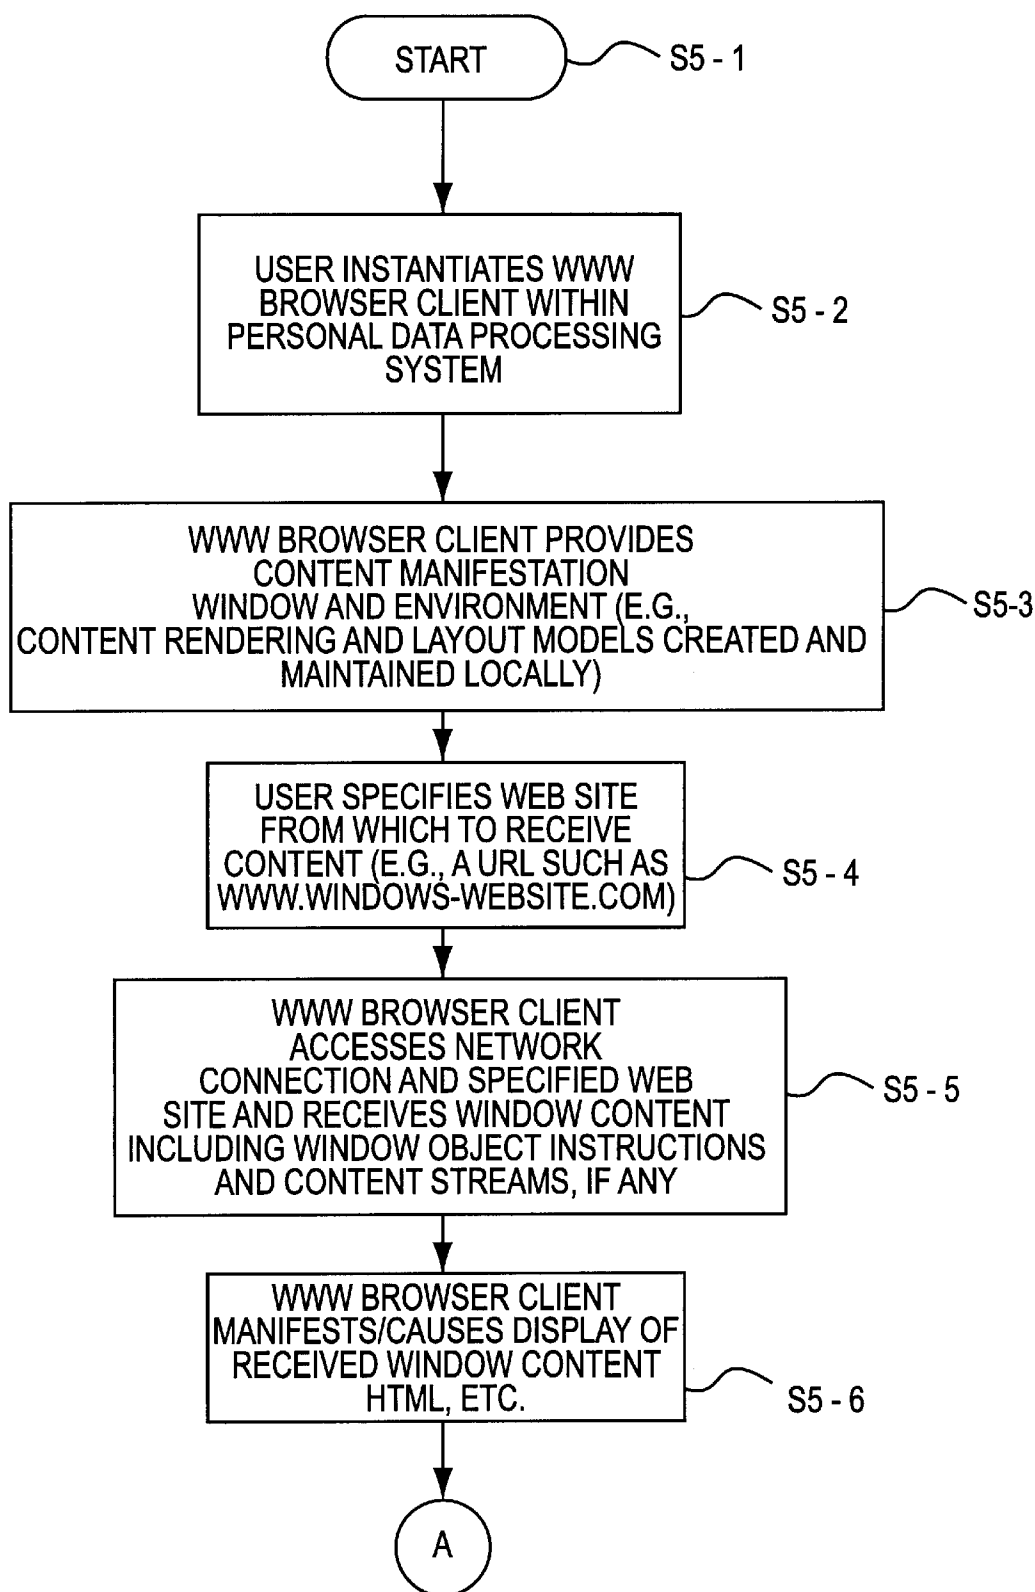 START
S5 - 1
USER INSTANTIATES WWW
BROWSER CLIENT WITHIN
PERSONAL DATA PROCESSING
SYSTEM
S5 - 2
WWW BROWSER CLIENT PROVIDES
CONTENT MANIFESTATION
WINDOW AND ENVIRONMENT (E.G.,
CONTENT RENDERING AND LAYOUT MODELS CREATED AND
MAINTAINED LOCALLY)
S5-3
USER SPECIFIES WEB SITE
FROM WHICH TO RECEIVE
CONTENT (E.G., A URL SUCH AS
WWW.WINDOWS-WEBSITE.COM)
S5 - 4
WWW BROWSER CLIENT
ACCESSES NETWORK
CONNECTION AND SPECIFIED WEB
SITE AND RECEIVES WINDOW CONTENT
INCLUDING WINDOW OBJECT INSTRUCTIONS
AND CONTENT STREAMS, IF ANY
S5 - 5
WWW BROWSER CLIENT
MANIFESTS/CAUSES DISPLAY OF
RECEIVED WINDOW CONTENT
HTML, ETC.
S5 - 6
A